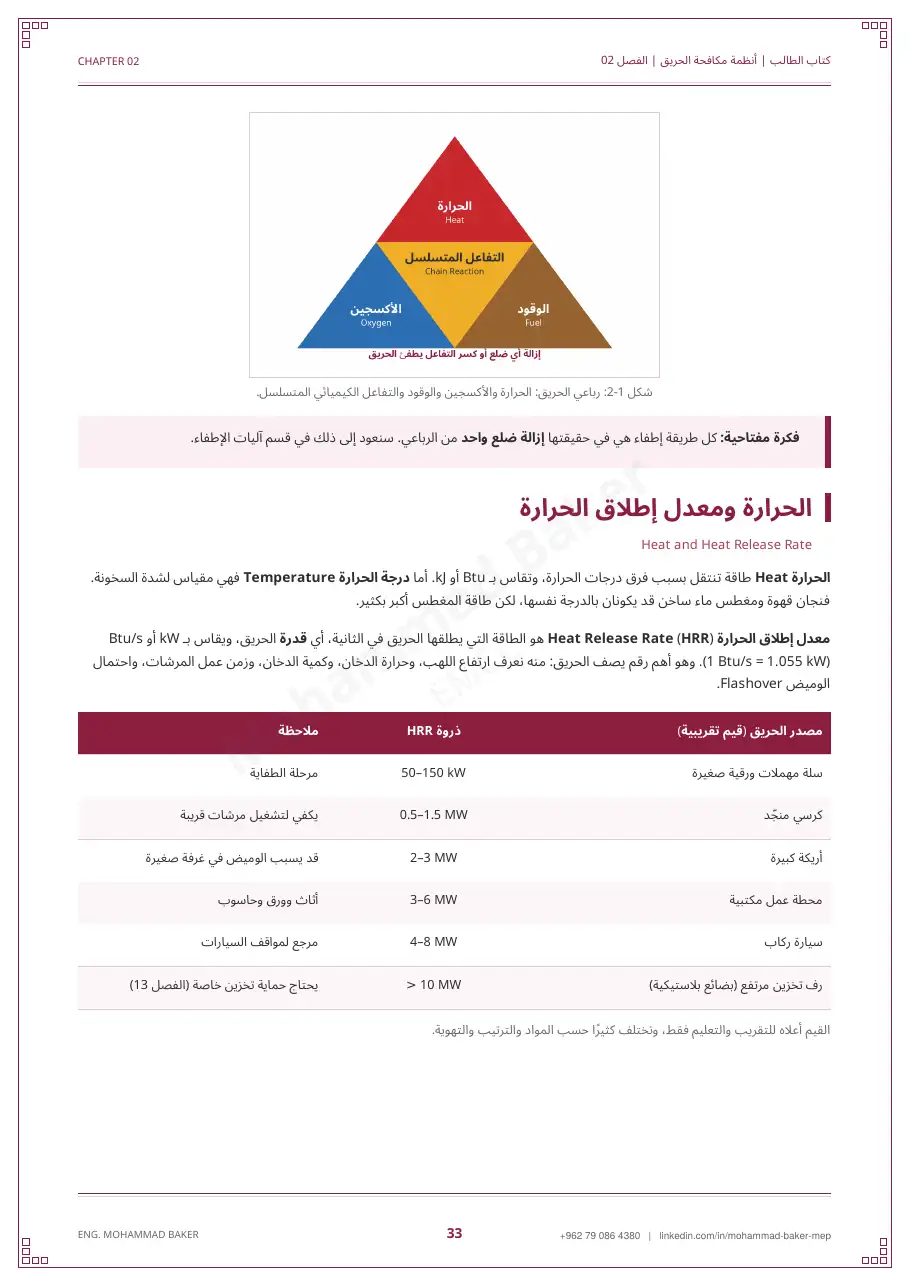 كتاب الطالب | أنظمة مكافحة الحريق | الفصل 02
CHAPTER 02
الحرارة
Heat
التفاعل المتسلسل
Chain Reaction
الأكسجين
Oxygen
الوقود
Fuel
إزالة أي ضلع أو كسر التفاعل يطفئ الحريق
شكل 1-2: رباعي الحريق: الحرارة والأكسجين والوقود والتفاعل الكيميائي المتسلسل.
فكرة مفتاحية: كل طريقة إطفاء هي في حقيقتها إزالة ضلع واحد من الرباعي. سنعود إلى ذلك في قسم آليات الإطفاء.
الحرارة ومعدل إطلاق الحرارة
Heat and Heat Release Rate
الحرارة Heat طاقة تنتقل بسبب فرق درجات الحرارة، وتقاس بـ Btu أو kJ. أما درجة الحرارة Temperature فهي مقياس لشدة السخونة.
فنجان قهوة ومغطس ماء ساخن قد يكونان بالدرجة نفسها، لكن طاقة المغطس أكبر بكثير.
معدل إطلاق الحرارة Heat Release Rate (HRR) هو الطاقة التي يطلقها الحريق في الثانية، أي قدرة الحريق، ويقاس بـ kW أو Btu/s
(1 Btu/s = 1.055 kW). وهو أهم رقم يصف الحريق: منه نعرف ارتفاع اللهب، وحرارة الدخان، وكمية الدخان، وزمن عمل المرشات، واحتمال
الوميض Flashover.
مصدر الحريق (قيم تقريبية) ذروة HRR ملاحظة
سلة مهملات ورقية صغيرة 50–150 kW مرحلة الطفاية
كرسي منجّد 0.5–1.5 MW يكفي لتشغيل مرشات قريبة
أريكة كبيرة 2–3 MW قد يسبب الوميض في غرفة صغيرة
محطة عمل مكتبية 3–6 MW أثاث وورق وحاسوب
سيارة ركاب 4–8 MW مرجع لمواقف السيارات
رف تخزين مرتفع (بضائع بلاستيكية) > 10 MW يحتاج حماية تخزين خاصة (الفصل 13)
القيم أعلاه للتقريب والتعليم فقط، وتختلف كثيرًا حسب المواد والترتيب والتهوية.
ENG. MOHAMMAD BAKER 33 +962 79 086 4380 | linkedin.com/in/mohammad-baker-mep
Mohammad Baker